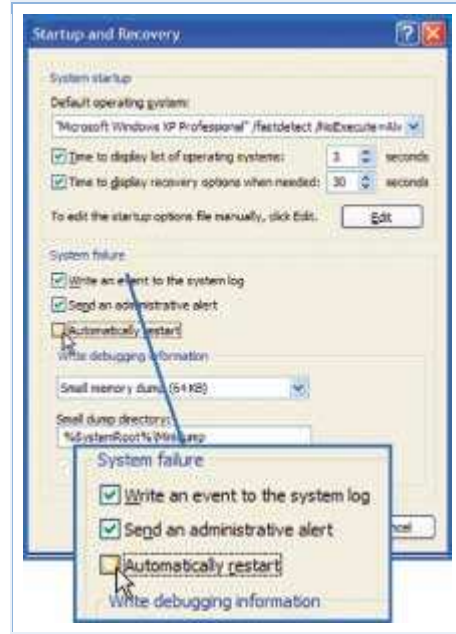 Startup and Recovery
System startup
Default operating system:
"Microsoft Windows XP Professional" /fastdetect /NoExecute=Alw
Time to display list of operating systems: 3 seconds
Time to display recovery options when needed: 30 seconds
To edit the startup options file manually, click Edit. Edit
System failure
Write an event to the system log
Send an administrative alert
Automatically restart
Write debugging information
Small memory dump (64 KB)
Small dump directory:
%SystemRoot%\Minidump
System failure
Write an event to the system log
Send an administrative alert
Automatically restart
Write debugging information